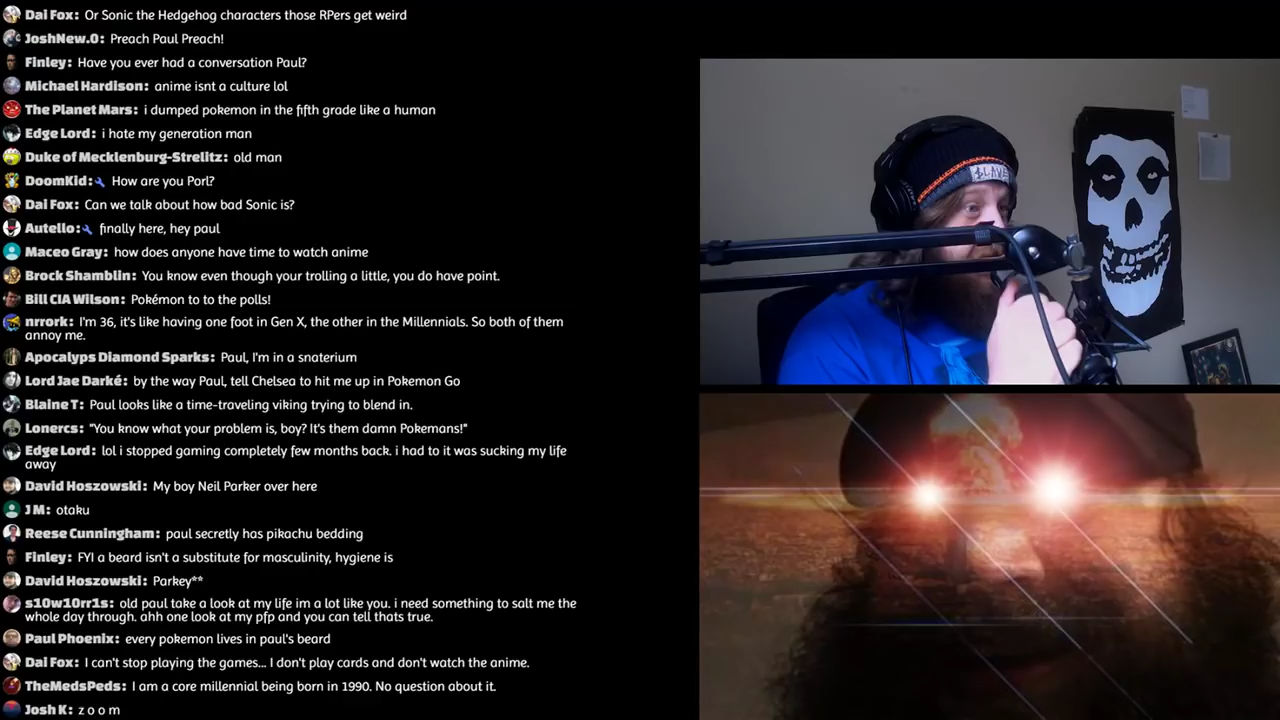 Dai Fox: Or Sonic the Hedgehog characters those RPers get weird
JoshNew.0: Preach Paul Preach!
Finley: Have you ever had a conversation Paul?
Michael Hardison: anime isnt a culture lol
The Planet Mars: i dumped pokemon in the fifth grade like a human
Edge Lord: i hate my generation man
Duke of Mecklenburg-Strelitz: old man
DoomKid: How are you Porl?
Dai Fox: Can we talk about how bad Sonic is?
Autello: finally here, hey paul
Maceo Gray: how does anyone have time to watch anime
Brock Shamblin: You know even though your trolling a little, you do have point.
Bill CIA Wilson: Pokémon to to the polls!
nrrork: I'm 36, it's like having one foot in Gen X, the other in the Millennials. So both of them
annoy me.
Apocalyps Diamond Sparks: Paul, I'm in a snaterium
Lord Jae Darké: by the way Paul, tell Chelsea to hit me up in Pokemon Go
Blaine T: Paul looks like a time-traveling viking trying to blend in.
Lonercs: "You know what your problem is, boy? It's them damn Pokemans!"
Edge Lord: lol i stopped gaming completely few months back. i had to it was sucking my life
away
David Hoszowski: My boy Neil Parker over here
J M: otaku
Reese Cunningham: paul secretly has pikachu bedding
Finley: FYI a beard isn't a substitute for masculinity, hygiene is
David Hoszowski: Parkey**
s10w10rr1s: old paul take a look at my life im a lot like you. i need something to salt me the
whole day through. ahh one look at my pfp and you can tell thats true.
Paul Phoenix: every pokemon lives in paul's beard
Dai Fox: I can't stop playing the games... I don't play cards and don't watch the anime.
TheMedsPeds: I am a core millennial being born in 1990. No question about it.
Josh K: z o o m